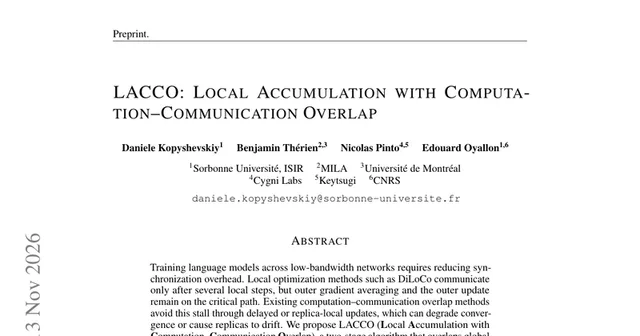 Preprint.
LACCO: LOCAL ACCUMULATION WITH COMPUTA-
TION–COMMUNICATION OVERLAP
Daniele Kopyshevskiy¹ Benjamin Thérien²,³ Nicolas Pinto⁴,⁵ Edouard Oyallon¹,⁶
¹Sorbonne Université, ISIR ²MILA ³Université de Montréal
⁴Cygni Labs ⁵Keytsugi ⁶CNRS
daniele.kopyshevskiy@sorbonne-universite.fr
ABSTRACT
Training language models across low-bandwidth networks requires reducing syn-
chronization overhead. Local optimization methods such as DiLoCo communicate
only after several local steps, but outer gradient averaging and the outer update
remain on the critical path. Existing computation–communication overlap methods
avoid this stall through delayed or replica-local updates, which can degrade conver-
gence or cause replicas to drift. We propose LACCO (Local Accumulation with
3 Nov 2026